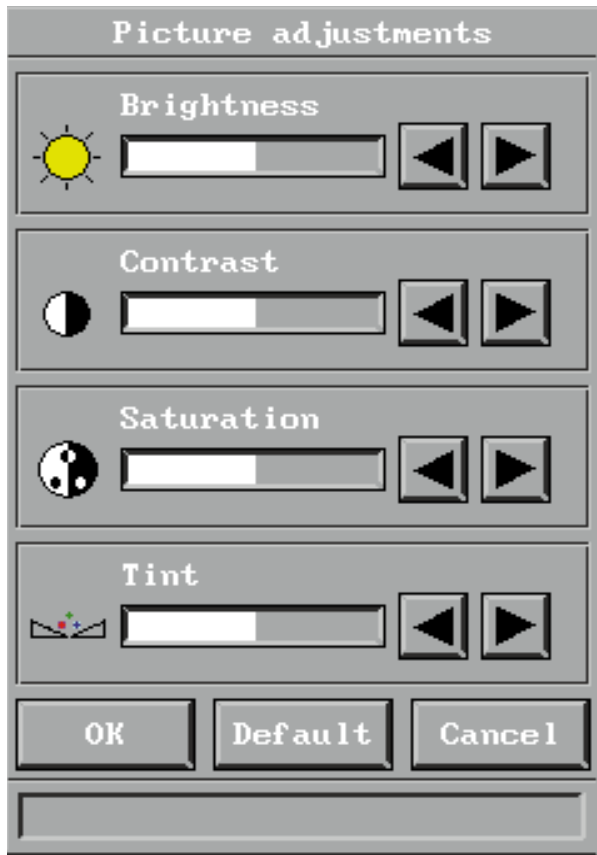 Picture adjustments
Brightness
Contrast
Saturation
Tint
OK Default Cancel